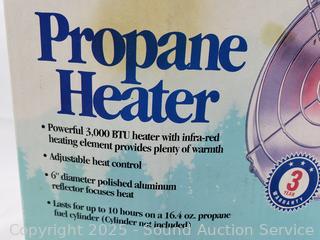 Propane
Heater
• Powerful 3,000 BTU heater with infra-red
heating element provides plenty of warmth
• Adjustable heat control
• 6" diameter polished aluminum
reflector focuses heat
• Lasts for up to 10 hours on a 16.4 oz. propane
fuel cylinder (Cylinder not included)
3
YEAR
WARRANTY
Copyright 2025 - Sound Auction Service